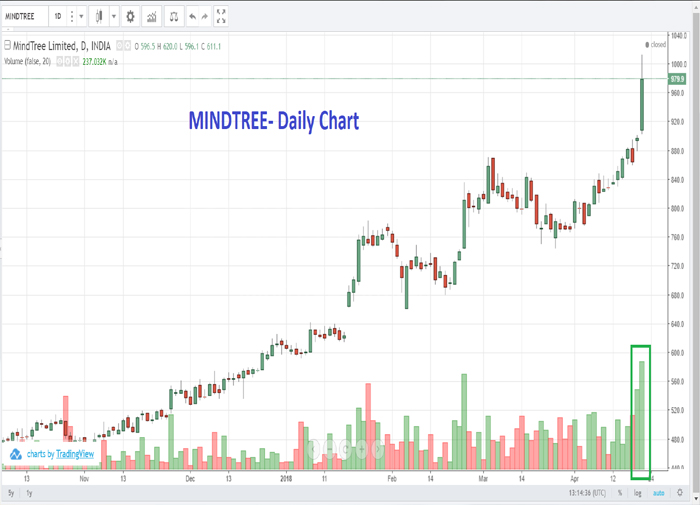 MINDTREE 1D
MindTree Limited, D, INDIA O 596.5 H 620.0 L 596.1 C 611.1
Volume (false, 20) 237.032K n/a
closed
MINDTREE- Daily Chart
1040.0
1000.0
979.9
960.0
920.0
880.0
840.0
800.0
760.0
720.0
680.0
640.0
600.0
560.0
520.0
480.0
440.0
400.0
charts by TradingView
13 Nov 13 Dec 13 2018 11 Feb 14 Mar 14 Apr 12
5y 1y 13:14:36 (UTC) % log auto